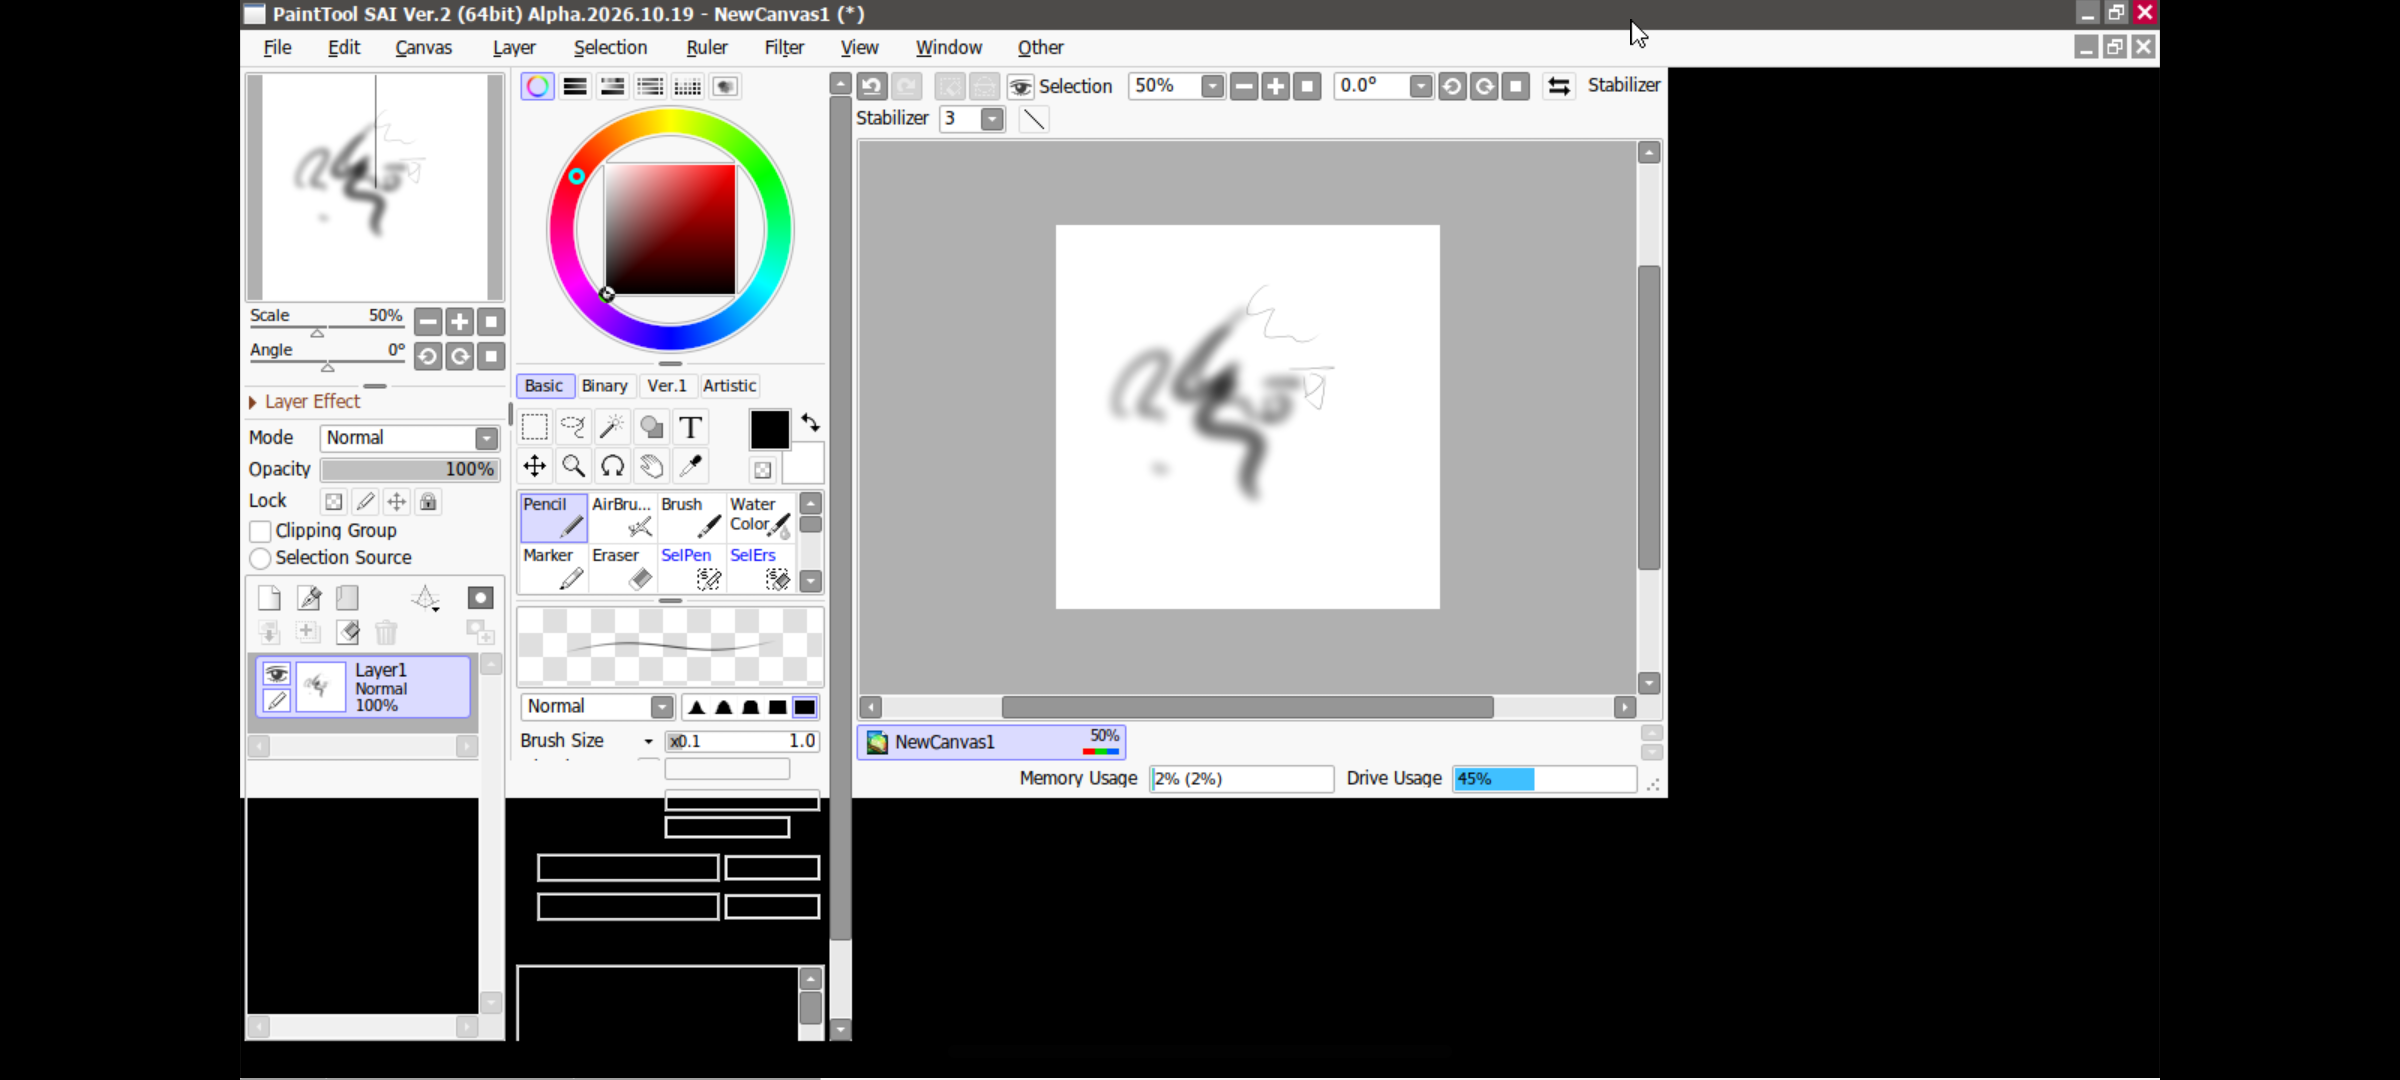 PaintTool SAI Ver.2 (64bit) Alpha.2026.10.19 - NewCanvas1 (*)
File Edit Canvas Layer Selection Ruler Filter View Window Other
Selection 50% 0.0° Stabilizer
Stabilizer 3
Scale 50%
Angle 0°
Layer Effect
Mode Normal
Opacity 100%
Lock
Clipping Group
Selection Source
Layer1
Normal
100%
Basic Binary Ver.1 Artistic
T
Pencil AirBru... Brush Water Color
Marker Eraser SelPen SelErs
Normal
Brush Size x0.1 1.0
NewCanvas1 50%
Memory Usage 2% (2%) Drive Usage 45%